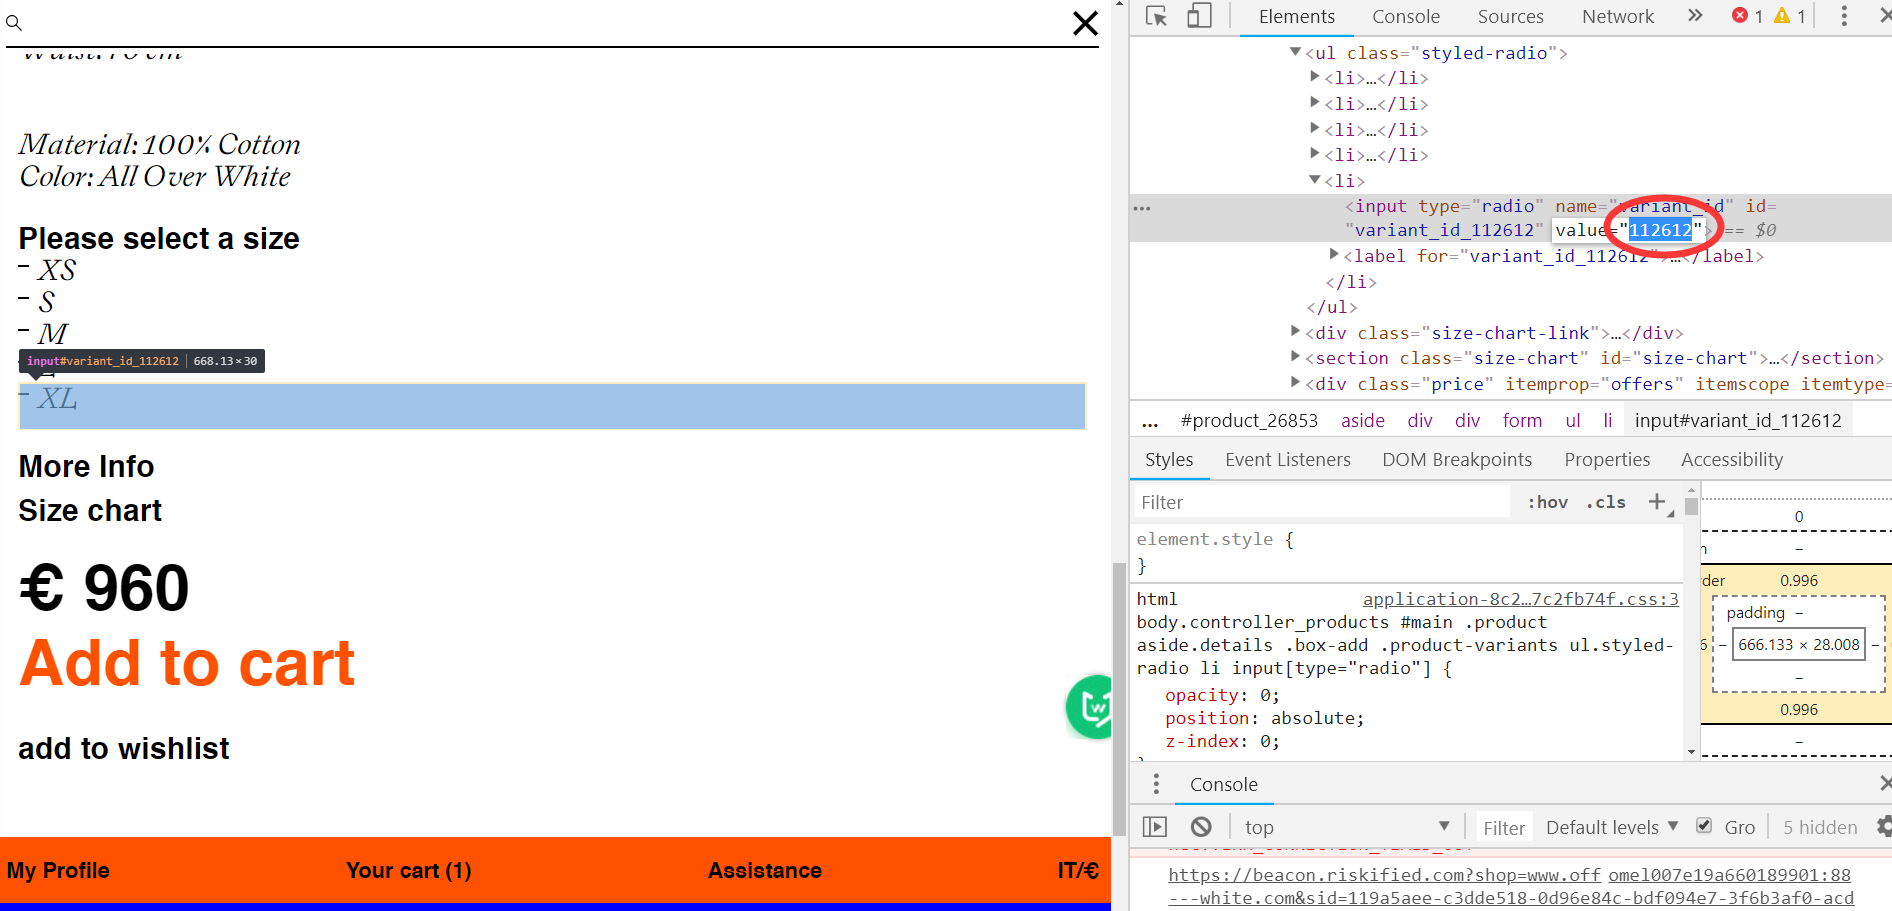 Waist: 70 cm
Material: 100% Cotton
Color: All Over White
Please select a size
XS
S
M
input#variant_id_112612 668.13×30
L
XL
More Info
Size chart
€ 960
Add to cart
add to wishlist
My Profile Your cart (1) Assistance IT/€
Elements Console Sources Network » 1 1
<ul class="styled-radio">
<li>…</li>
<li>…</li>
<li>…</li>
<li>…</li>
<li>
… <input type="radio" name="variant_id" id=
"variant_id_112612" value="112612"> == $0
<label for="variant_id_112612">…</label>
</li>
</ul>
<div class="size-chart-link">…</div>
<section class="size-chart" id="size-chart">…</section>
<div class="price" itemprop="offers" itemscope itemtype=
… #product_26853 aside div div form ul li input#variant_id_112612
Styles Event Listeners DOM Breakpoints Properties Accessibility
Filter :hov .cls +
element.style {
}
html application-8c2…7c2fb74f.css:3
body.controller_products #main .product
aside.details .box-add .product-variants ul.styled-
radio li input[type="radio"] {
opacity: 0;
position: absolute;
z-index: 0;
0
–
der 0.996
padding –
6 – 666.133 × 28.008 –
–
0.996
–
Console
top Filter Default levels Gro 5 hidden
https://beacon.riskified.com?shop=www.off omel007e19a660189901:88
---white.com&sid=119a5aee-c3dde518-0d96e84c-bdf094e7-3f6b3af0-acd